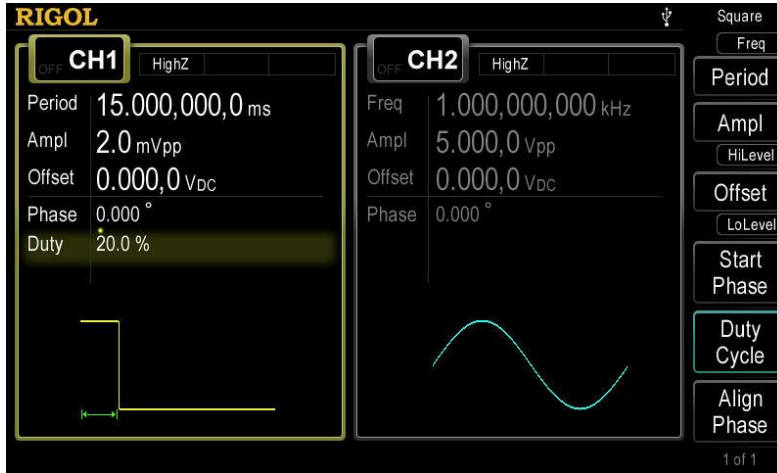 RIGOL
OFF CH1 HighZ
Period 15.000,000,0 ms
Ampl 2.0 mVpp
Offset 0.000,0 VDC
Phase 0.000 °
Duty 20.0 %
OFF CH2 HighZ
Freq 1.000,000,000 kHz
Ampl 5.000,0 Vpp
Offset 0.000,0 VDC
Phase 0.000 °
Square
Freq
Period
Ampl
HiLevel
Offset
LoLevel
Start
Phase
Duty
Cycle
Align
Phase
1 of 1